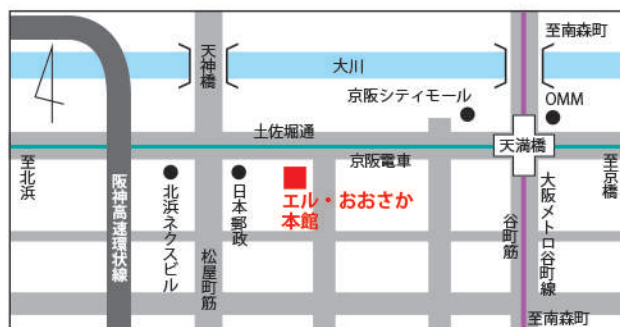 至南森町
天神橋
大川
京阪シティモール
OMM
土佐堀通
天満橋
京阪電車
至北浜
阪神高速環状線
北浜ネクスビル
日本郵政
エル・おおさか
本館
松屋町筋
谷町筋
大阪メトロ谷町線
至京橋
至南森町